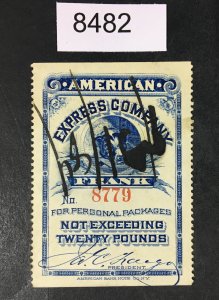 8482
AMERICAN
EXPRESS COMPANY
FRANK
No. 8779
FOR PERSONAL PACKAGES
NOT EXCEEDING
TWENTY POUNDS
PRESIDENT.
AMERICAN BANK NOTE CO. N.Y.